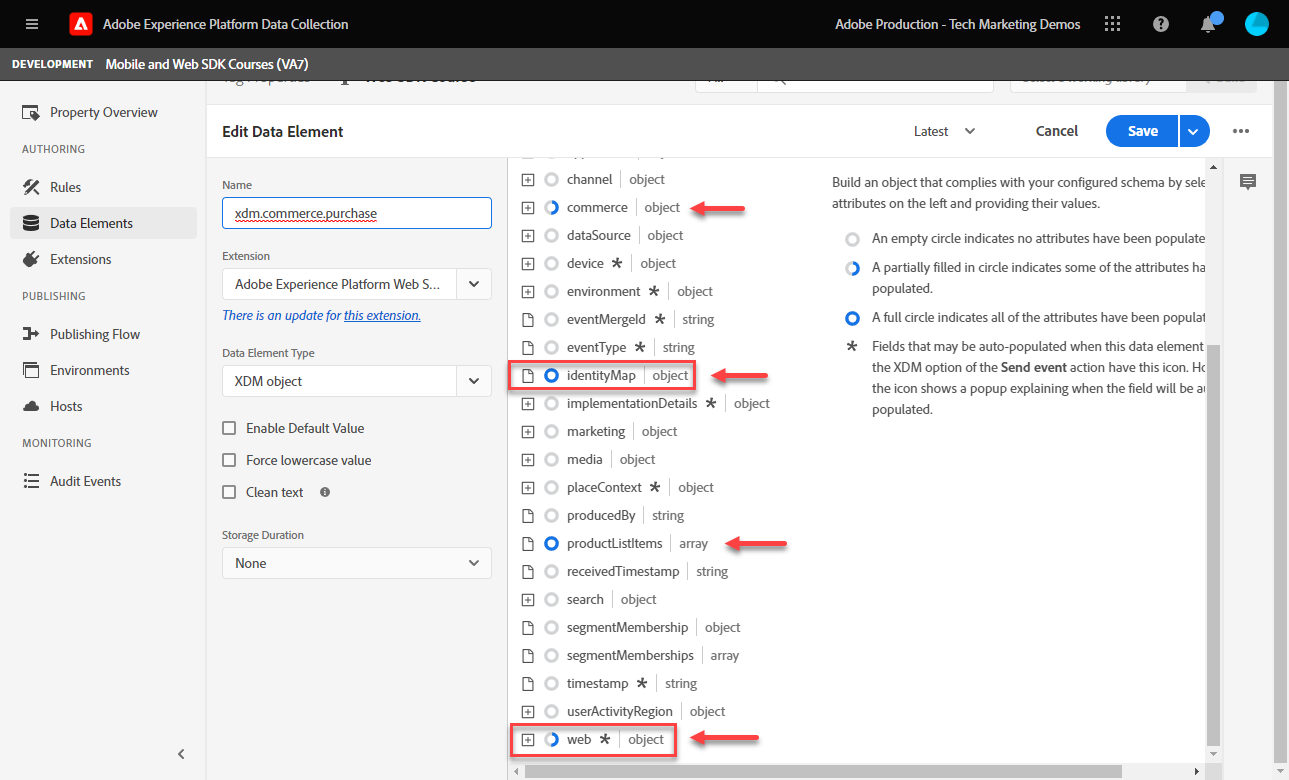 Adobe Experience Platform Data Collection
Adobe Production - Tech Marketing Demos
DEVELOPMENT Mobile and Web SDK Courses (VA7)
Property Overview
AUTHORING
Rules
Data Elements
Extensions
PUBLISHING
Publishing Flow
Environments
Hosts
MONITORING
Audit Events
Edit Data Element
Latest
Cancel
Save
Name
xdm.commerce.purchase
Extension
Adobe Experience Platform Web S...
There is an update for this extension.
Data Element Type
XDM object
Enable Default Value
Force lowercase value
Clean text
Storage Duration
None
channel object
commerce object
dataSource object
device * object
environment * object
eventMergeId * string
eventType * string
identityMap object
implementationDetails * object
marketing object
media object
placeContext * object
producedBy string
productListItems array
receivedTimestamp string
search object
segmentMembership object
segmentMemberships array
timestamp * string
userActivityRegion object
web * object
Build an object that complies with your configured schema by sele
attributes on the left and providing their values.
An empty circle indicates no attributes have been populate
A partially filled in circle indicates some of the attributes ha
populated.
A full circle indicates all of the attributes have been populat
* Fields that may be auto-populated when this data element
the XDM option of the Send event action have this icon. Ho
the icon shows a popup explaining when the field will be au
populated.